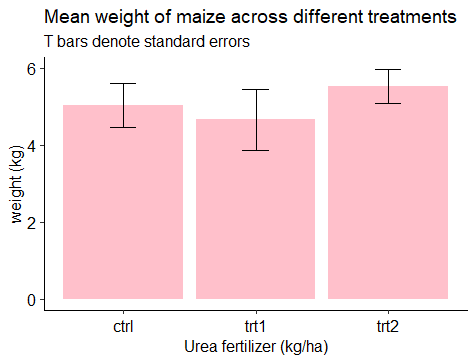 Mean weight of maize across different treatments
T bars denote standard errors
weight (kg)
6
4
2
0
ctrl trt1 trt2
Urea fertilizer (kg/ha)